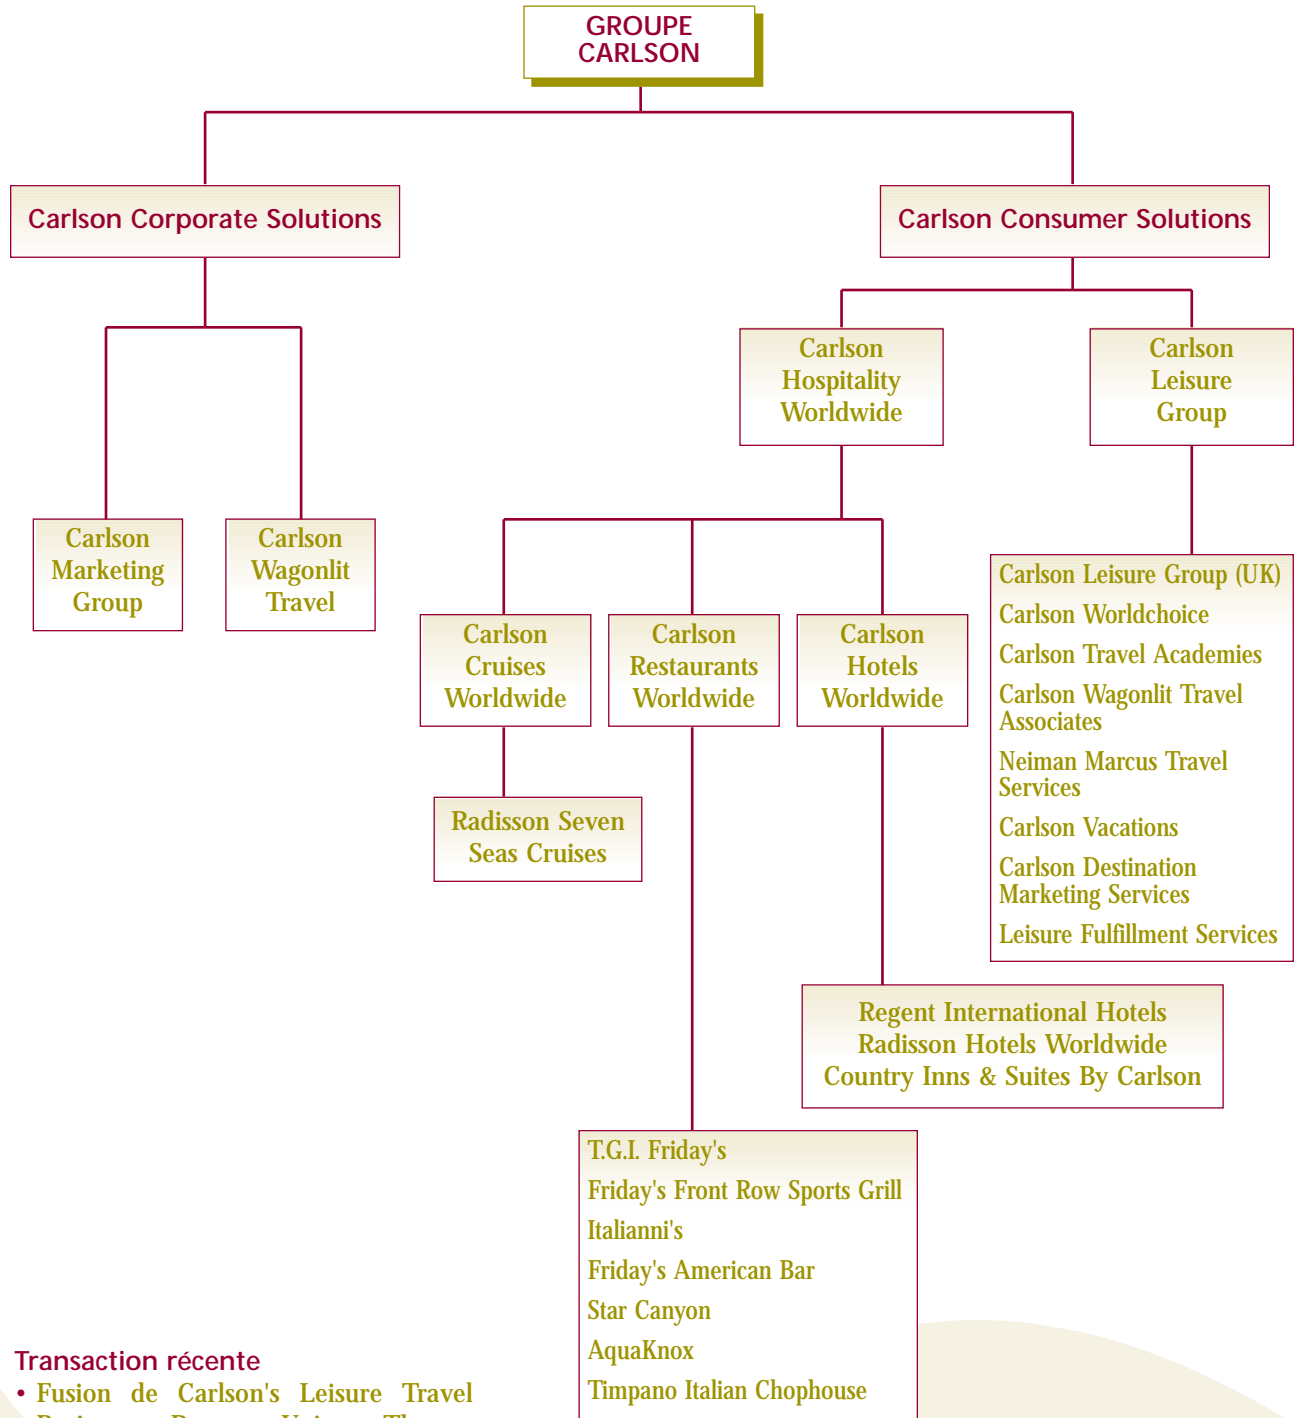 GROUPE
CARLSON
Carlson Corporate Solutions
Carlson Consumer Solutions
Carlson
Hospitality
Worldwide
Carlson
Leisure
Group
Carlson
Marketing
Group
Carlson
Wagonlit
Travel
Carlson
Cruises
Worldwide
Carlson
Restaurants
Worldwide
Carlson
Hotels
Worldwide
Carlson Leisure Group (UK)
Carlson Worldchoice
Carlson Travel Academies
Carlson Wagonlit Travel
Associates
Neiman Marcus Travel
Services
Carlson Vacations
Carlson Destination
Marketing Services
Leisure Fulfillment Services
Radisson Seven
Seas Cruises
Regent International Hotels
Radisson Hotels Worldwide
Country Inns & Suites By Carlson
T.G.I. Friday's
Friday's Front Row Sports Grill
Italianni's
Friday's American Bar
Star Canyon
AquaKnox
Timpano Italian Chophouse
Transaction récente
• Fusion de Carlson's Leisure Travel